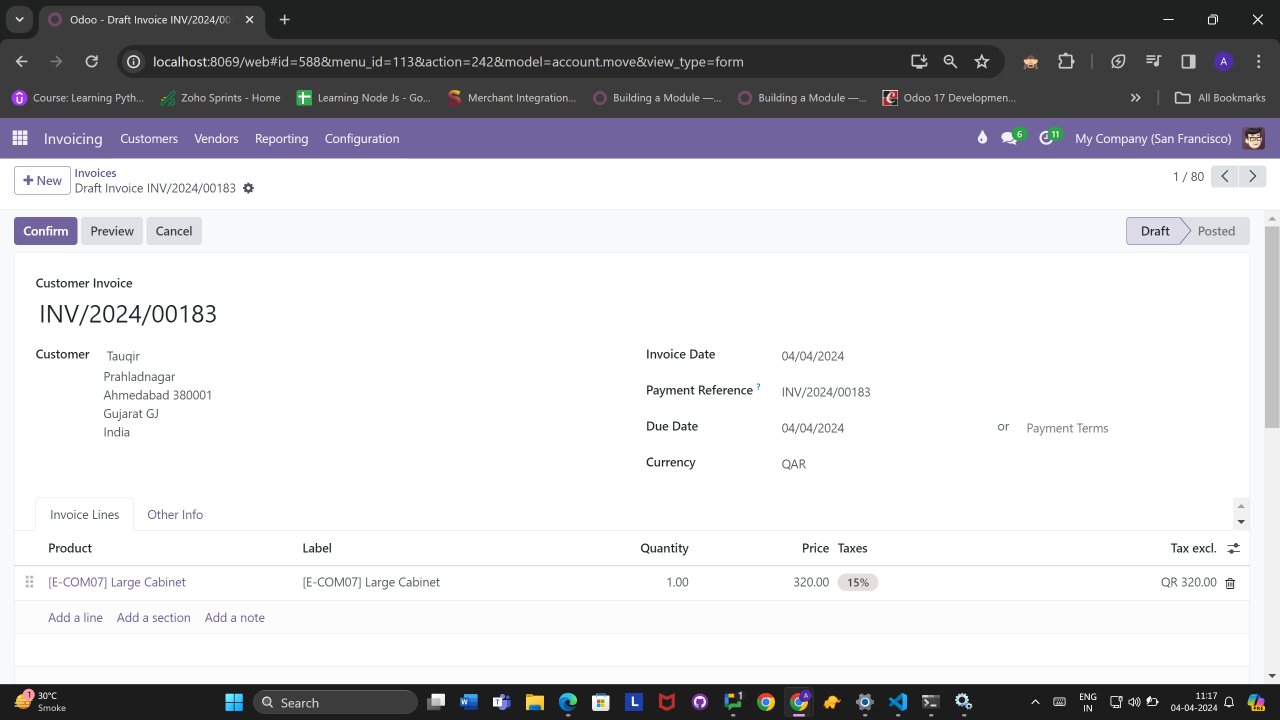 Odoo - Draft Invoice INV/2024/00
localhost:8069/web#id=588&menu_id=113&action=242&model=account.move&view_type=form
A
Course: Learning Pyth...
Zoho Sprints - Home
Learning Node Js - Go...
Merchant Integration...
Building a Module —...
Building a Module —...
Odoo 17 Developmen...
All Bookmarks
Invoicing Customers Vendors Reporting Configuration
6 11 My Company (San Francisco)
New
Invoices
Draft Invoice INV/2024/00183
1 / 80
Confirm Preview Cancel
Draft Posted
Customer Invoice
INV/2024/00183
Customer Tauqir
Prahladnagar
Ahmedabad 380001
Gujarat GJ
India
Invoice Date 04/04/2024
Payment Reference ? INV/2024/00183
Due Date 04/04/2024 or Payment Terms
Currency QAR
Invoice Lines Other Info
Product Label Quantity Price Taxes Tax excl.
[E-COM07] Large Cabinet [E-COM07] Large Cabinet 1.00 320.00 15% QR 320.00
Add a line Add a section Add a note
1 30°C
Smoke
Search
L
1
A
ENG
IN
11:17
04-04-2024
PRE